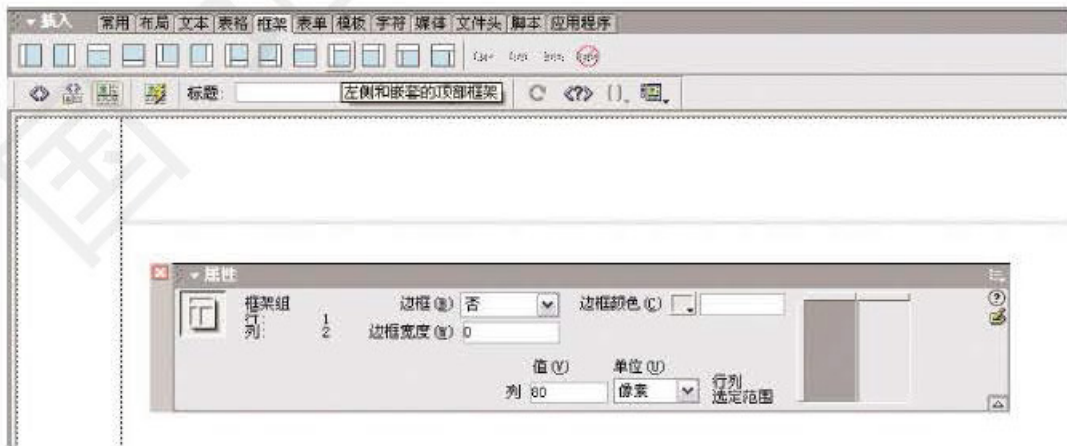 插入 常用 布局 文本 表格 框架 表单 模板 字符 媒体 文件头 脚本 应用程序
标题:
左侧和嵌套的顶部框架
属性
框架组 边框(B) 否 边框颜色(C)
行: 1
列: 2 边框宽度(W) 0
值(V) 单位(U)
列 80 像素 行列
选定范围
国